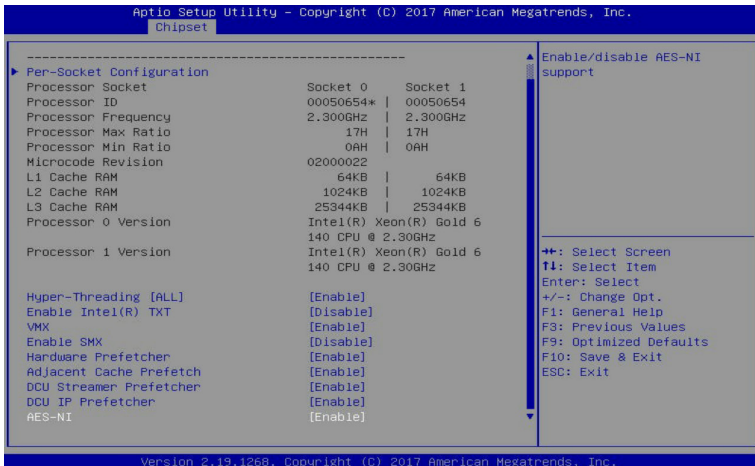 Aptio Setup Utility – Copyright (C) 2017 American Megatrends, Inc.
Chipset
----------------------------------------------------
Per-Socket Configuration
Processor Socket Socket 0 Socket 1
Processor ID 00050654* | 00050654
Processor Frequency 2.300GHz | 2.300GHz
Processor Max Ratio 17H | 17H
Processor Min Ratio 0AH | 0AH
Microcode Revision 02000022
L1 Cache RAM 64KB | 64KB
L2 Cache RAM 1024KB | 1024KB
L3 Cache RAM 25344KB | 25344KB
Processor 0 Version Intel(R) Xeon(R) Gold 6
140 CPU @ 2.30GHz
Processor 1 Version Intel(R) Xeon(R) Gold 6
140 CPU @ 2.30GHz
Hyper-Threading [ALL] [Enable]
Enable Intel(R) TXT [Disable]
VMX [Enable]
Enable SMX [Disable]
Hardware Prefetcher [Enable]
Adjacent Cache Prefetch [Enable]
DCU Streamer Prefetcher [Enable]
DCU IP Prefetcher [Enable]
AES-NI [Enable]
Enable/disable AES-NI
support
→←: Select Screen
↑↓: Select Item
Enter: Select
+/-: Change Opt.
F1: General Help
F3: Previous Values
F9: Optimized Defaults
F10: Save & Exit
ESC: Exit
Version 2.19.1268. Copyright (C) 2017 American Megatrends, Inc.